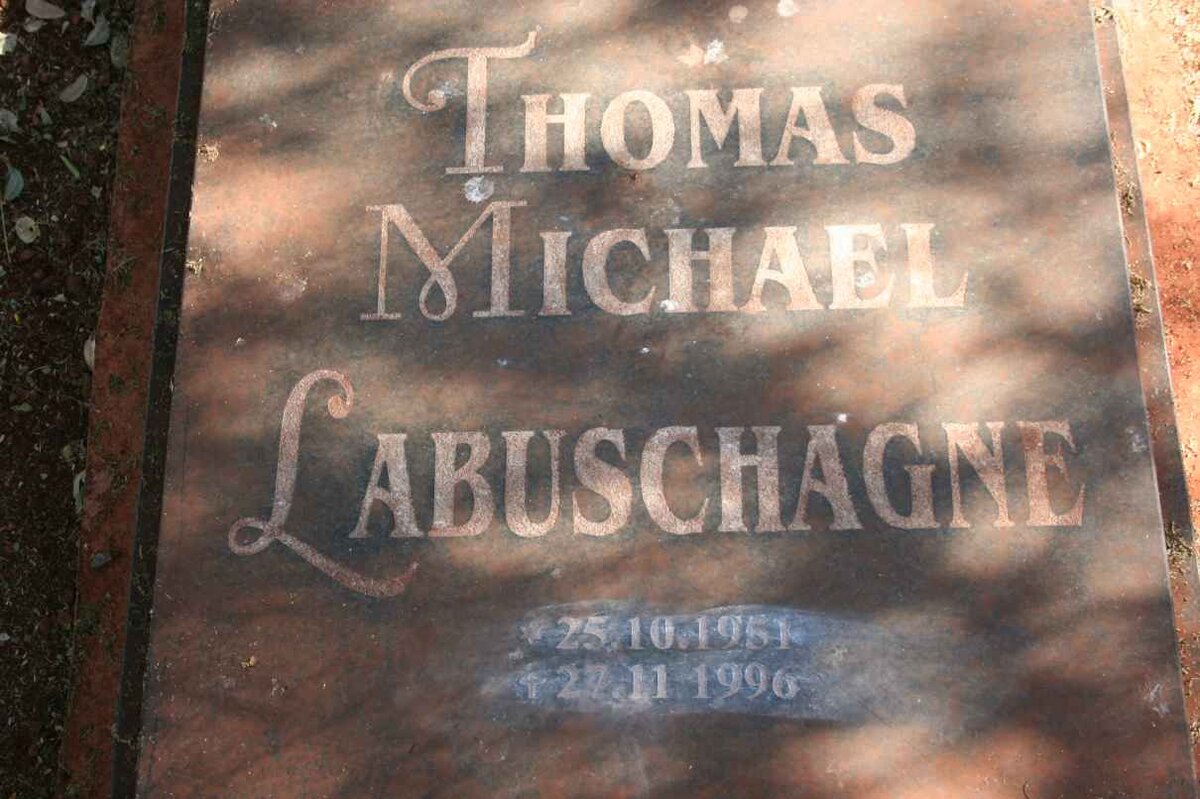 Thomas
Michael
Labuschagne
* 25.10.1951
✝ 27.11 1996